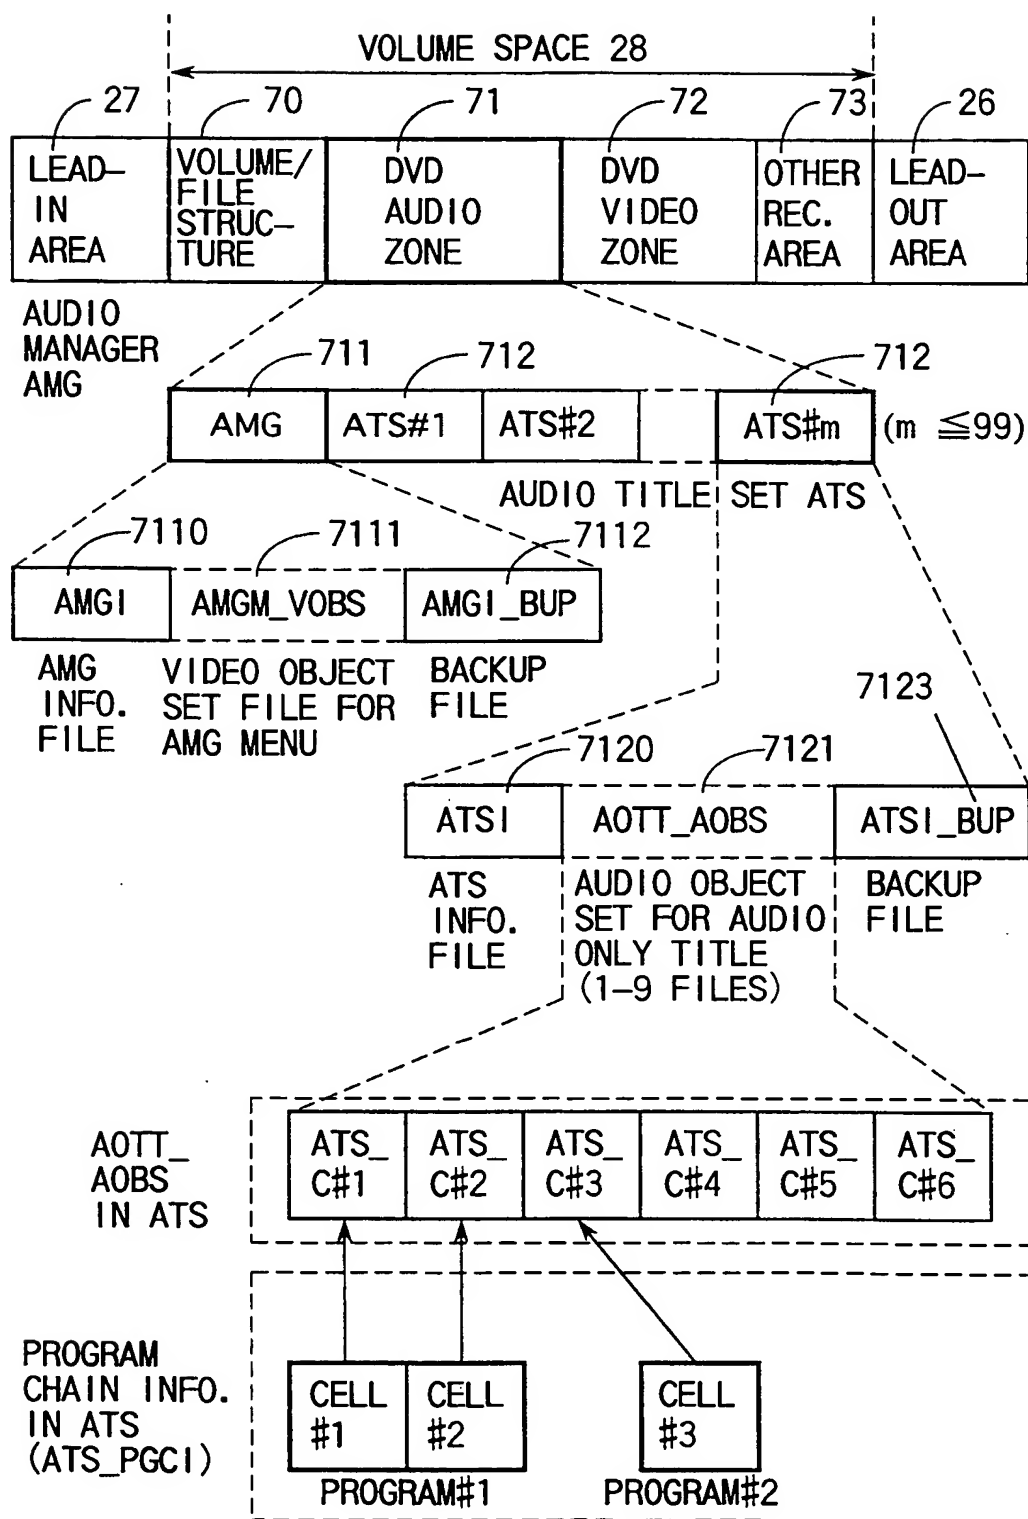 VOLUME SPACE 28
27
70
71
72
73
26
LEAD-
IN
AREA
VOLUME/
FILE
STRUC-
TURE
DVD
AUDIO
ZONE
DVD
VIDEO
ZONE
OTHER
REC.
AREA
LEAD-
OUT
AREA
AUDIO
MANAGER
AMG
711
712
712
AMG
ATS#1
ATS#2
ATS#m
(m ≦99)
AUDIO TITLE SET ATS
7110
7111
7112
AMGI
AMGM_VOBS
AMGI_BUP
AMG
INFO.
FILE
VIDEO OBJECT
SET FILE FOR
AMG MENU
BACKUP
FILE
7123
7120
7121
ATSI
AOTT_AOBS
ATSI_BUP
ATS
INFO.
FILE
AUDIO OBJECT
SET FOR AUDIO
ONLY TITLE
(1-9 FILES)
BACKUP
FILE
AOTT_
AOBS
IN ATS
ATS_
C#1
ATS_
C#2
ATS_
C#3
ATS_
C#4
ATS_
C#5
ATS_
C#6
PROGRAM
CHAIN INFO.
IN ATS
(ATS_PGCI)
CELL
#1
CELL
#2
CELL
#3
PROGRAM#1
PROGRAM#2